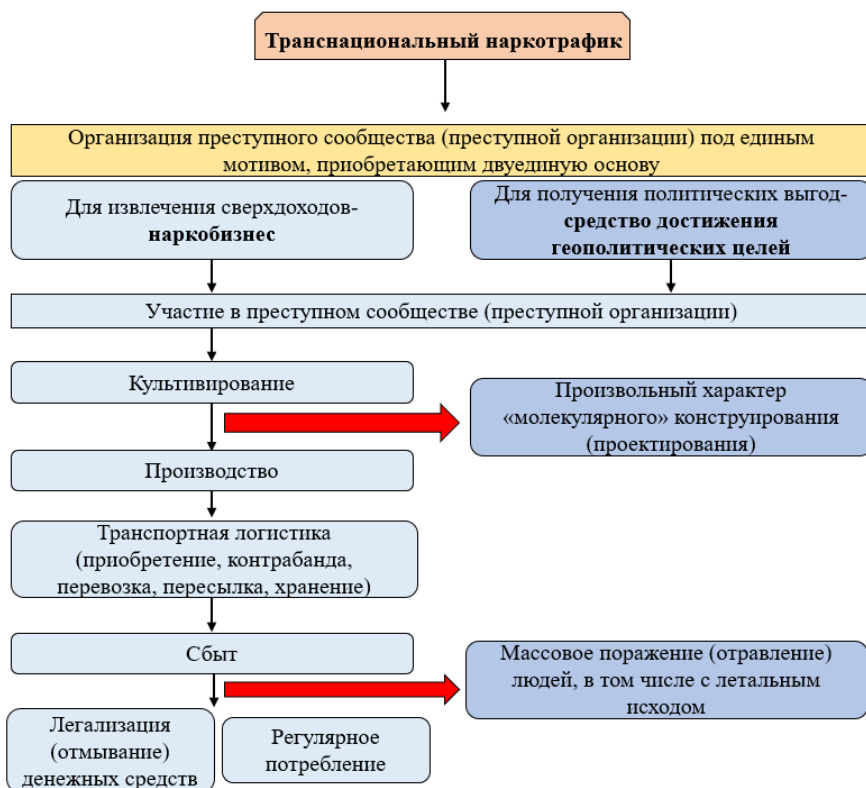 Транснациональный наркотрафик
Организация преступного сообщества (преступной организации) под единым
мотивом, приобретающим двуединую основу
Для извлечения сверхдоходов-
наркобизнес
Для получения политических выгод-
средство достижения
геополитических целей
Участие в преступном сообществе (преступной организации)
Культивирование
Произвольный характер
«молекулярного» конструирования
(проектирования)
Производство
Транспортная логистика
(приобретение, контрабанда,
перевозка, пересылка, хранение)
Сбыт
Массовое поражение (отравление)
людей, в том числе с летальным
исходом
Легализация
(отмывание)
денежных средств
Регулярное
потребление